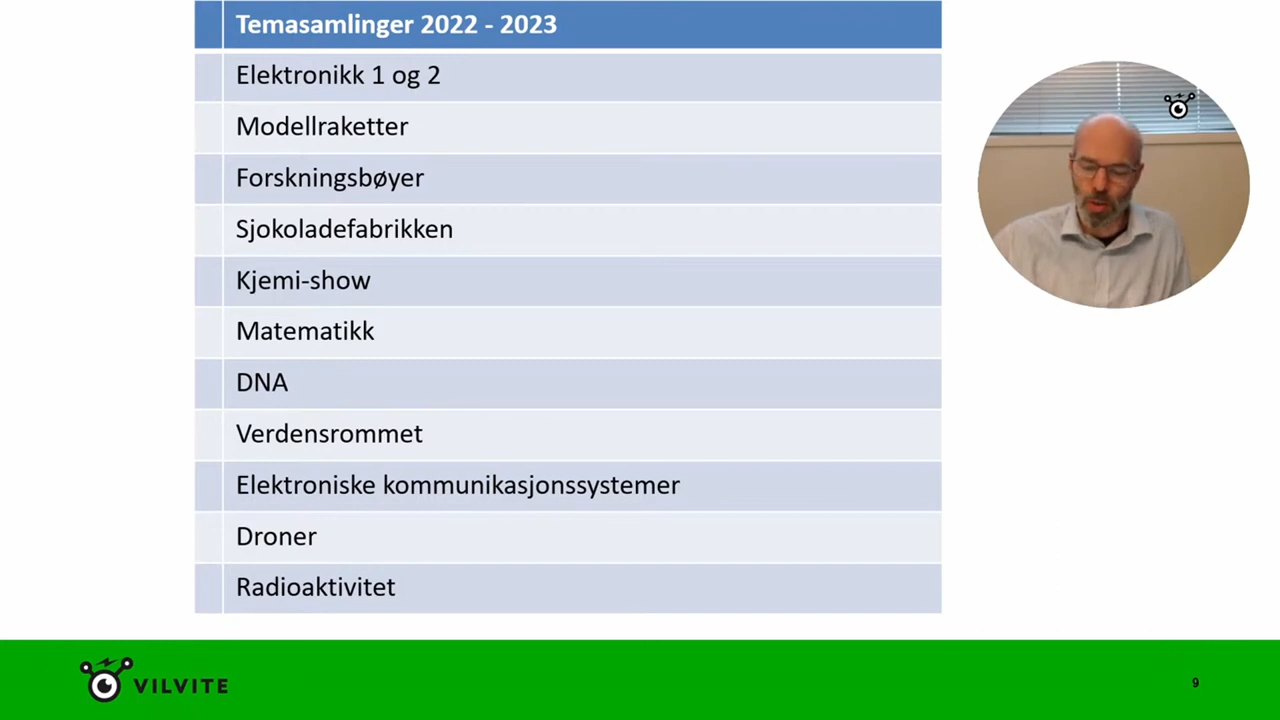 Temasamlinger 2022 - 2023
Elektronikk 1 og 2
Modellraketter
Forskningsbøyer
Sjokoladefabrikken
Kjemi-show
Matematikk
DNA
Verdensrommet
Elektroniske kommunikasjonssystemer
Droner
Radioaktivitet
VILVITE
9